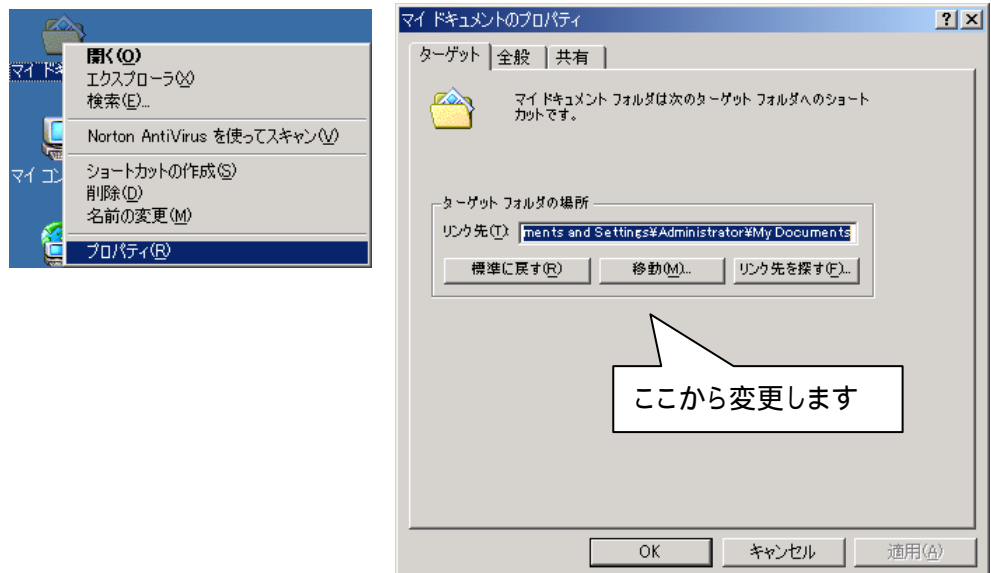 マイ ド
開く(O)
エクスプローラ(X)
検索(E)...
Norton AntiVirus を使ってスキャン(V)
マイ コン
ショートカットの作成(S)
削除(D)
名前の変更(M)
プロパティ(R)
マイ ドキュメントのプロパティ
ターゲット 全般 共有
マイ ドキュメント フォルダは次のターゲット フォルダへのショート
カットです。
ターゲット フォルダの場所
リンク先(T): ments and Settings¥Administrator¥My Documents
標準に戻す(R) 移動(M)... リンク先を探す(F)...
ここから変更します
OK キャンセル 適用(A)